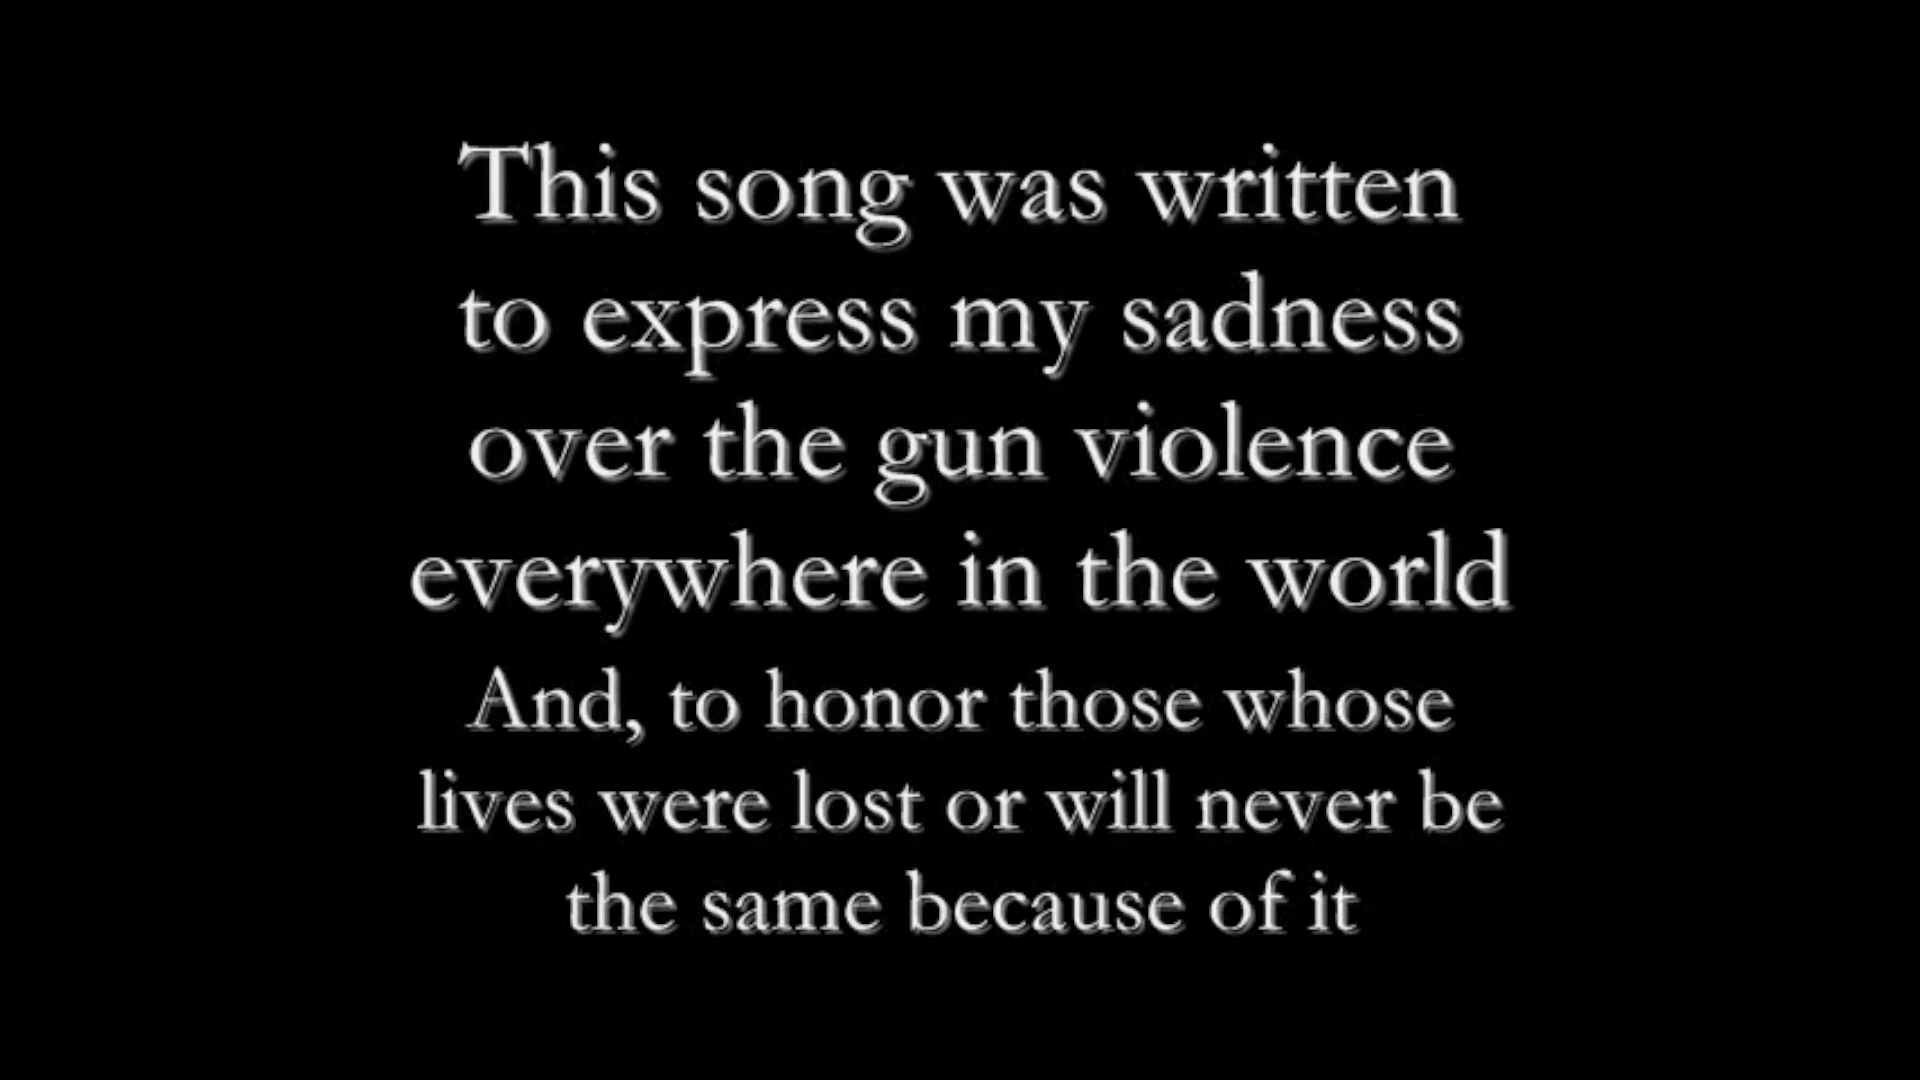 This song was written
to express my sadness
over the gun violence
everywhere in the world
And, to honor those whose
lives were lost or will never be
the same because of it